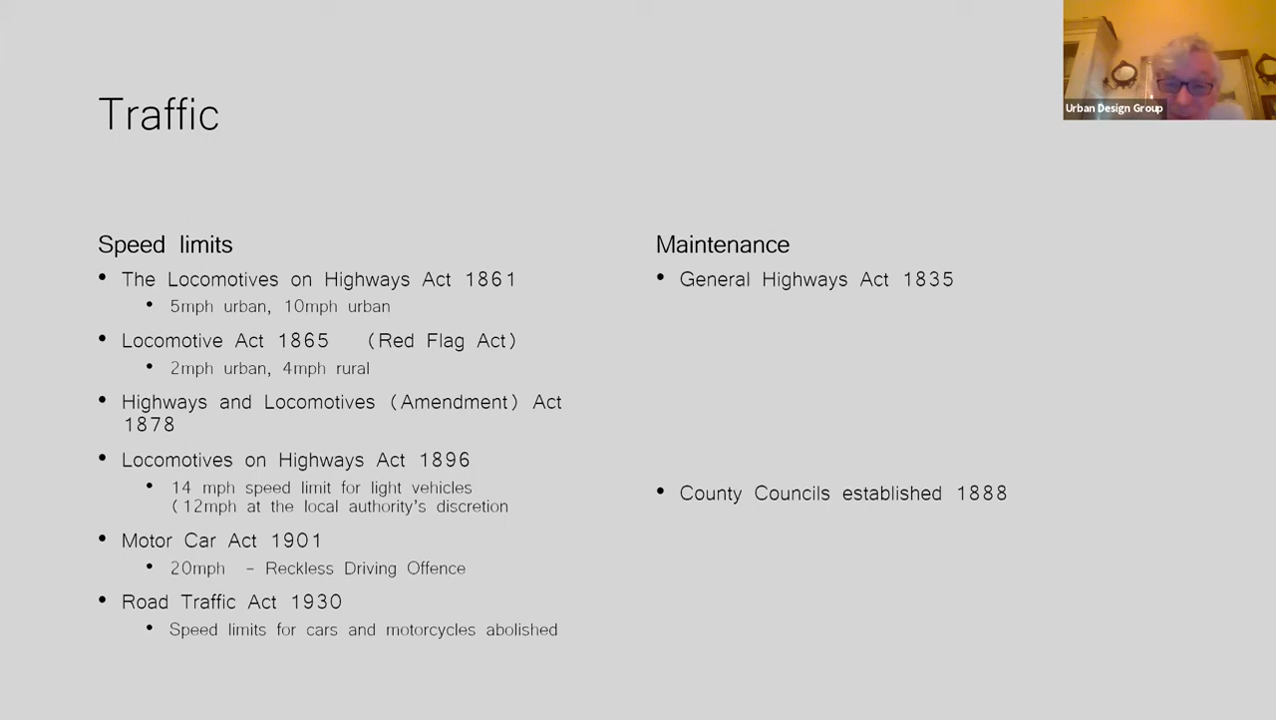 Urban Design Group
Traffic
Speed limits
• The Locomotives on Highways Act 1861
• 5mph urban, 10mph urban
• Locomotive Act 1865 (Red Flag Act)
• 2mph urban, 4mph rural
• Highways and Locomotives (Amendment) Act
1878
• Locomotives on Highways Act 1896
• 14 mph speed limit for light vehicles
(12mph at the local authority's discretion
• Motor Car Act 1901
• 20mph - Reckless Driving Offence
• Road Traffic Act 1930
• Speed limits for cars and motorcycles abolished
Maintenance
• General Highways Act 1835
• County Councils established 1888